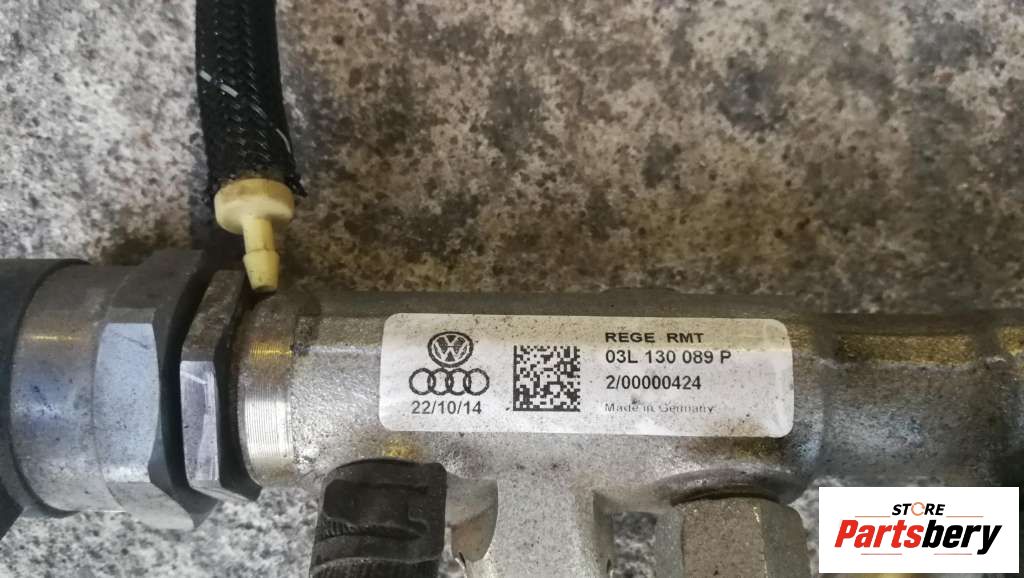 REGE RMT
03L 130 089 P
2/00000424
Made in Germany
22/10/14
STORE
Partsbery